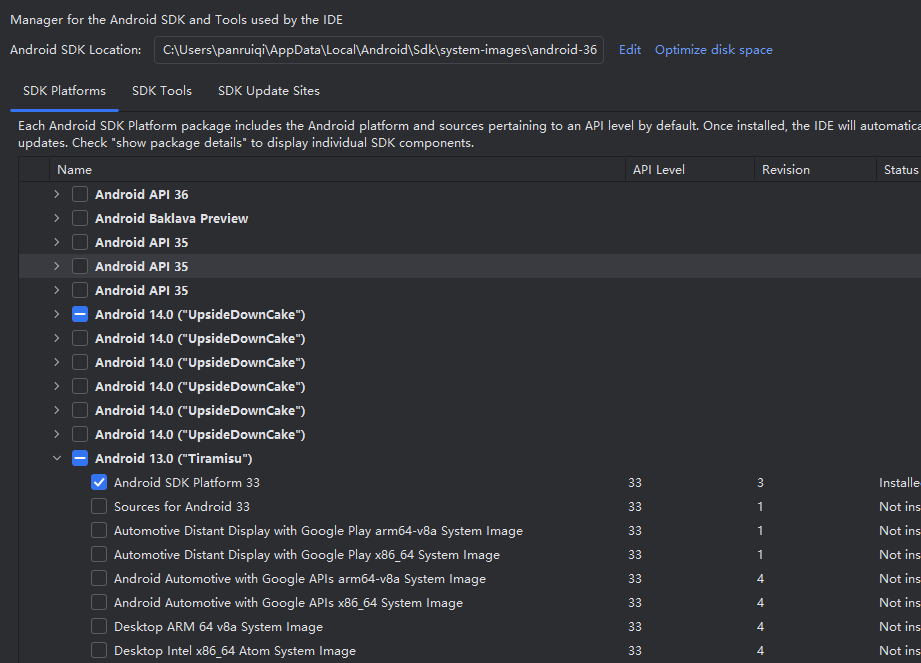 Manager for the Android SDK and Tools used by the IDE
Android SDK Location: C:\Users\panruiqi\AppData\Local\Android\Sdk\system-images\android-36 Edit Optimize disk space
SDK Platforms SDK Tools SDK Update Sites
Each Android SDK Platform package includes the Android platform and sources pertaining to an API level by default. Once installed, the IDE will automatica
updates. Check "show package details" to display individual SDK components.
Name API Level Revision Status
Android API 36
Android Baklava Preview
Android API 35
Android API 35
Android API 35
Android 14.0 ("UpsideDownCake")
Android 14.0 ("UpsideDownCake")
Android 14.0 ("UpsideDownCake")
Android 14.0 ("UpsideDownCake")
Android 14.0 ("UpsideDownCake")
Android 14.0 ("UpsideDownCake")
Android 13.0 ("Tiramisu")
Android SDK Platform 33 33 3 Installe
Sources for Android 33 33 1 Not ins
Automotive Distant Display with Google Play arm64-v8a System Image 33 1 Not ins
Automotive Distant Display with Google Play x86_64 System Image 33 1 Not ins
Android Automotive with Google APIs arm64-v8a System Image 33 4 Not ins
Android Automotive with Google APIs x86_64 System Image 33 4 Not ins
Desktop ARM 64 v8a System Image 33 4 Not ins
Desktop Intel x86_64 Atom System Image 33 4 Not ins